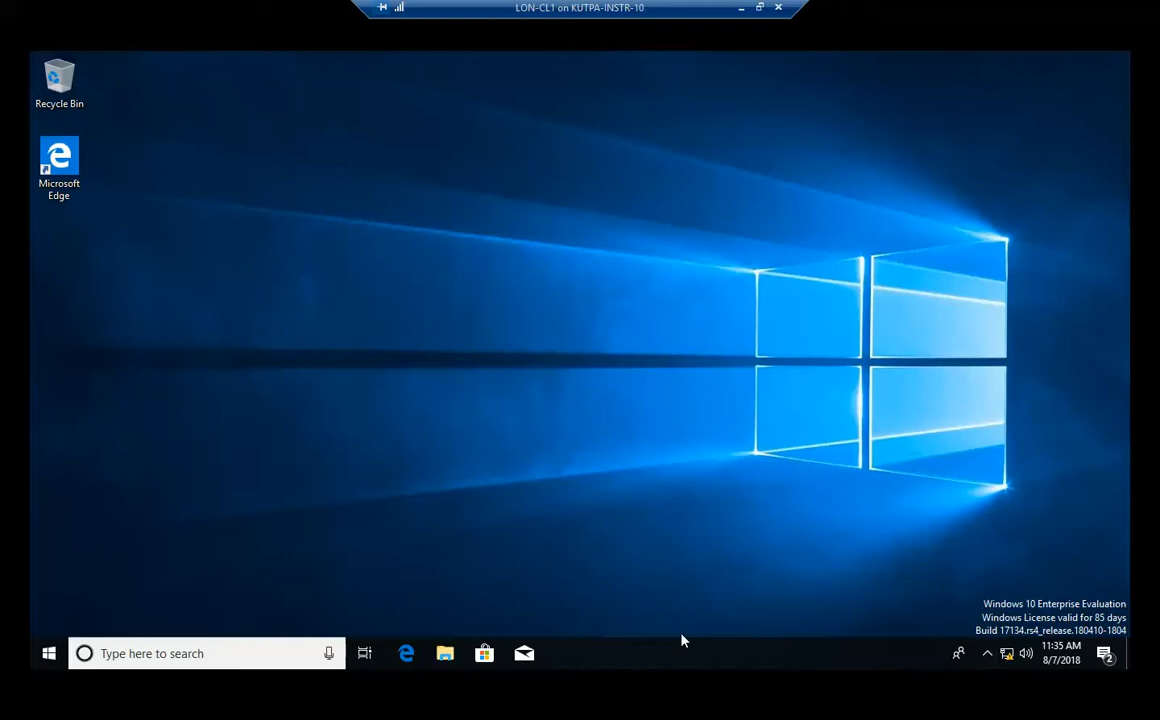 LON-CL1 on KUTPA-INSTR-10
Recycle Bin
Microsoft
Edge
Windows 10 Enterprise Evaluation
Windows License valid for 85 days
Build 17134.rs4_release.180410-1804
Type here to search
11:35 AM
8/7/2018
2